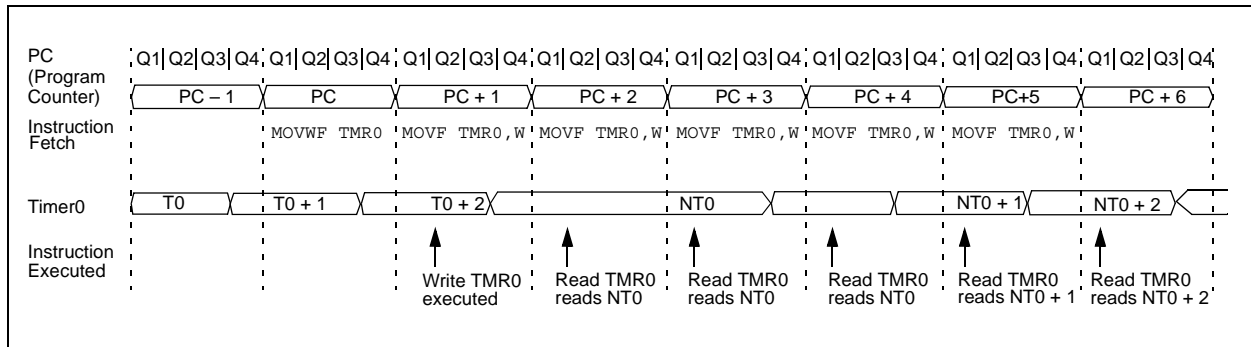 PC
(Program
Counter)
Q1 Q2 Q3 Q4 Q1 Q2 Q3 Q4 Q1 Q2 Q3 Q4 Q1 Q2 Q3 Q4 Q1 Q2 Q3 Q4 Q1 Q2 Q3 Q4 Q1 Q2 Q3 Q4 Q1 Q2 Q3 Q4
PC – 1 PC PC + 1 PC + 2 PC + 3 PC + 4 PC+5 PC + 6
Instruction
Fetch
MOVWF TMR0 MOVF TMR0,W MOVF TMR0,W MOVF TMR0,W MOVF TMR0,W MOVF TMR0,W
Timer0
T0 T0 + 1 T0 + 2 NT0 NT0 + 1 NT0 + 2
Instruction
Executed
Write TMR0
executed
Read TMR0
reads NT0
Read TMR0
reads NT0
Read TMR0
reads NT0
Read TMR0
reads NT0 + 1
Read TMR0
reads NT0 + 2